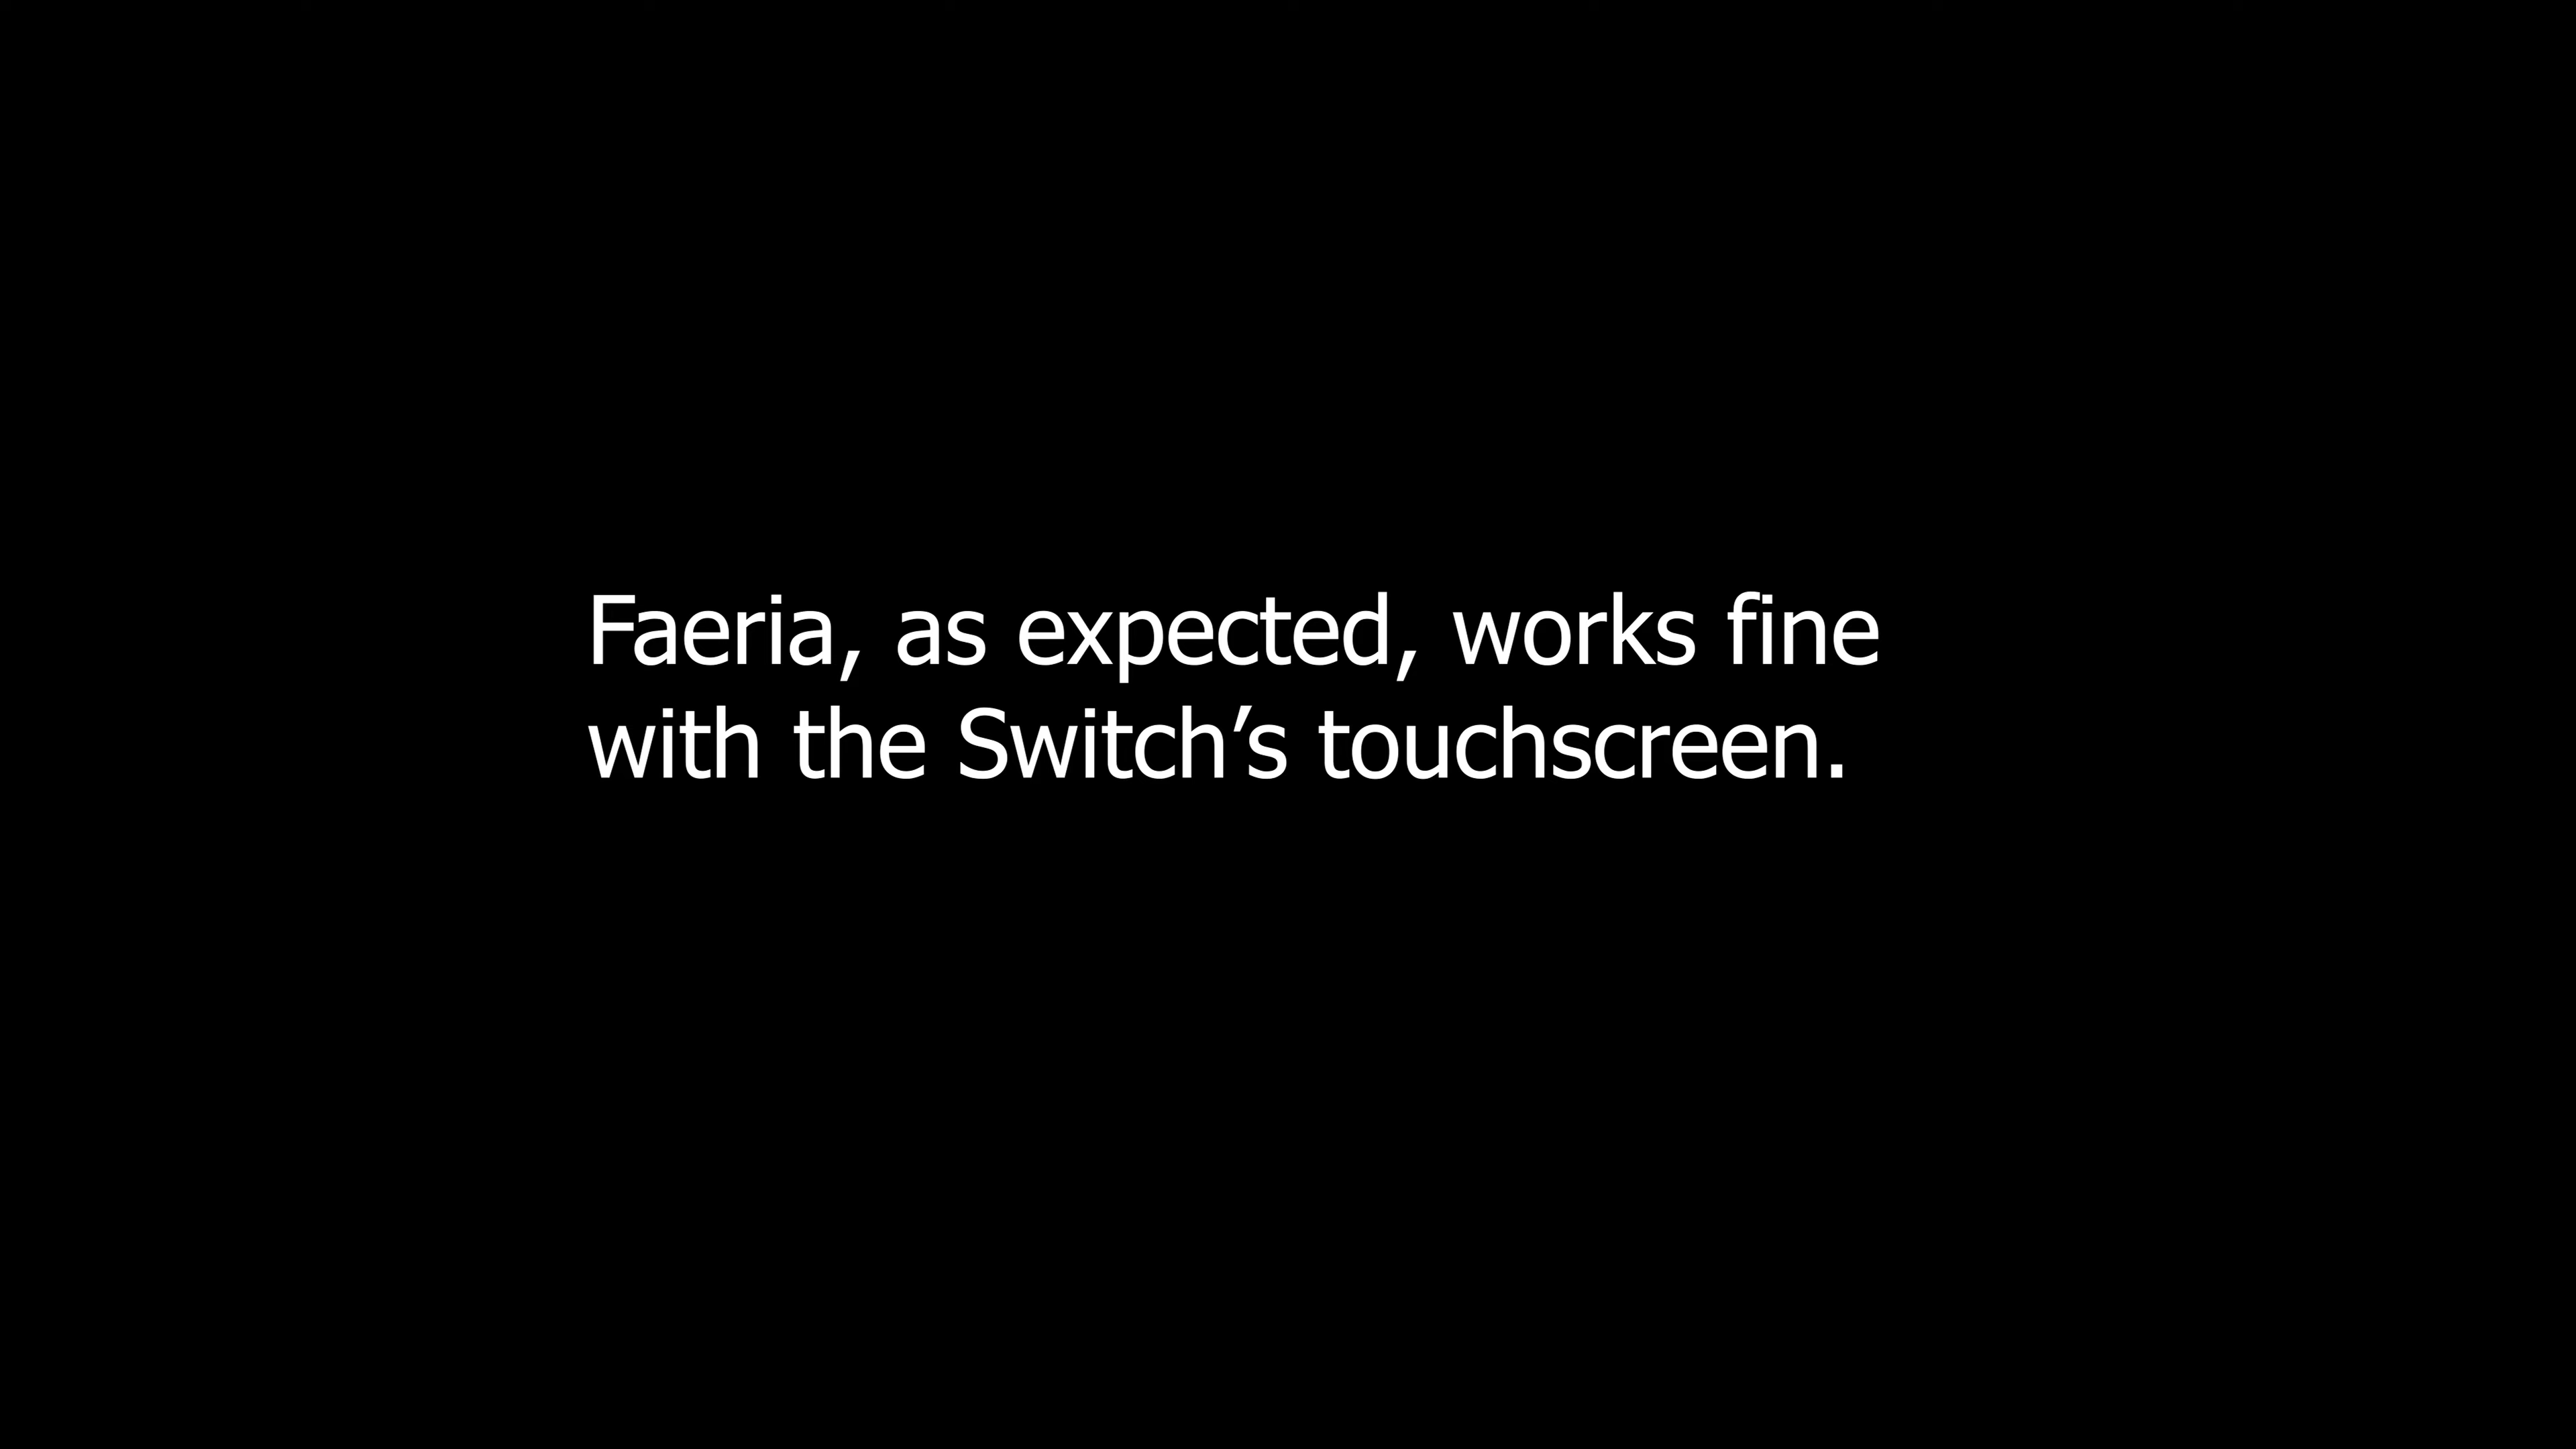 Faeria, as expected, works fine
with the Switch’s touchscreen.